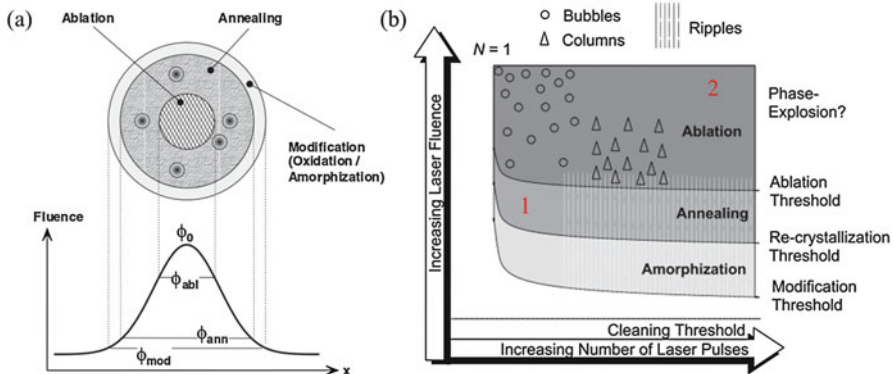 (a)
Ablation
Annealing
Modification
(Oxidation /
Amorphization)
Fluence
ϕ0
ϕabl
ϕann
ϕmod
x
(b)
Bubbles
Columns
Ripples
N = 1
Increasing Laser Fluence
1
2
Ablation
Annealing
Amorphization
Phase-
Explosion?
Ablation
Threshold
Re-crystallization
Threshold
Modification
Threshold
Cleaning Threshold
Increasing Number of Laser Pulses